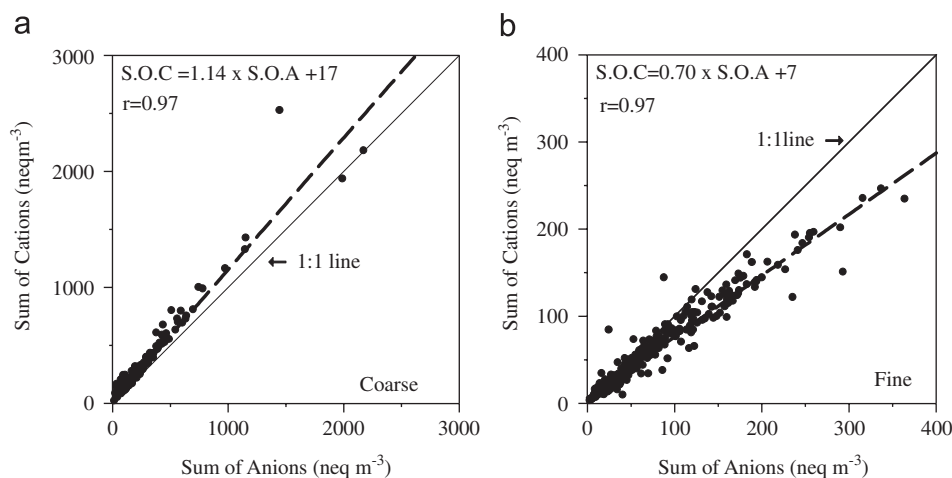 a
3000
2000
1000
0
S.O.C =1.14 x S.O.A +17
r=0.97
1:1 line
Coarse
0 1000 2000 3000
Sum of Anions (neq m-3)
Sum of Cations (neqm-3)
b
400
300
200
100
0
S.O.C=0.70 x S.O.A +7
r=0.97
1:1line
Fine
0 100 200 300 400
Sum of Anions (neq m-3)
Sum of Cations (neq m-3)